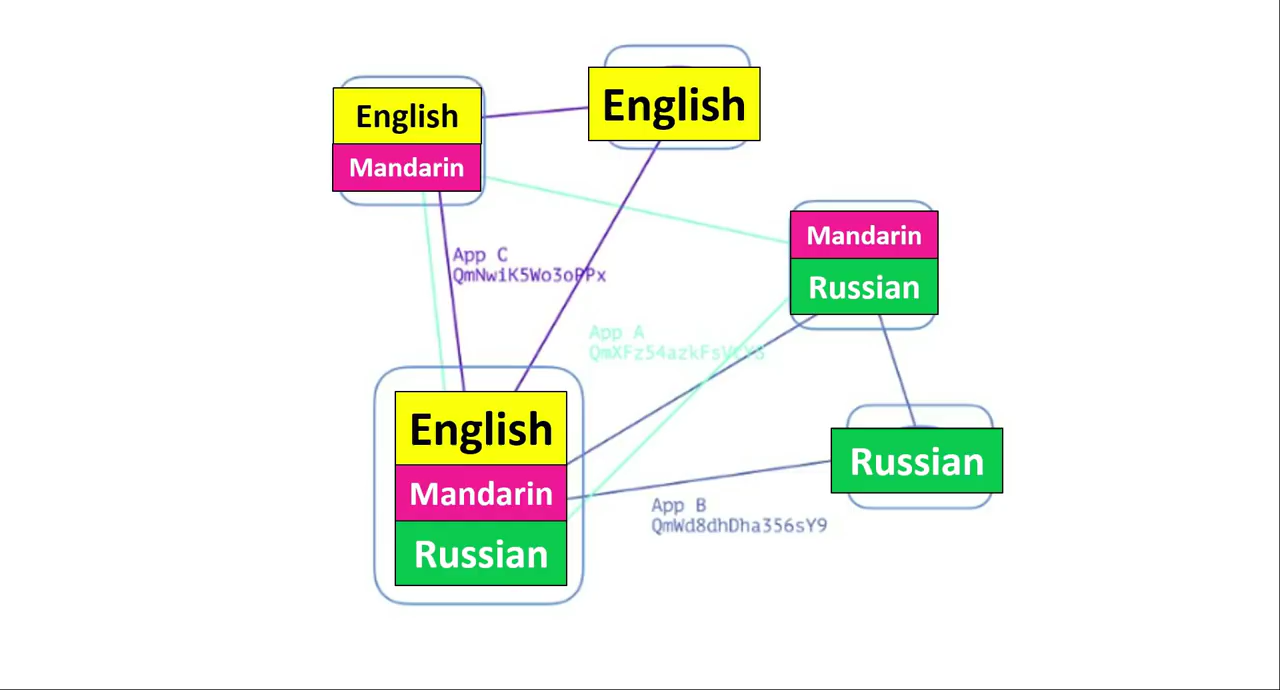 English
English
Mandarin
Mandarin
Russian
App C
QmNwiK5Wo3oPPx
App A
English
Mandarin
Russian
Russian
App B
QmWd8dhDha356sY9